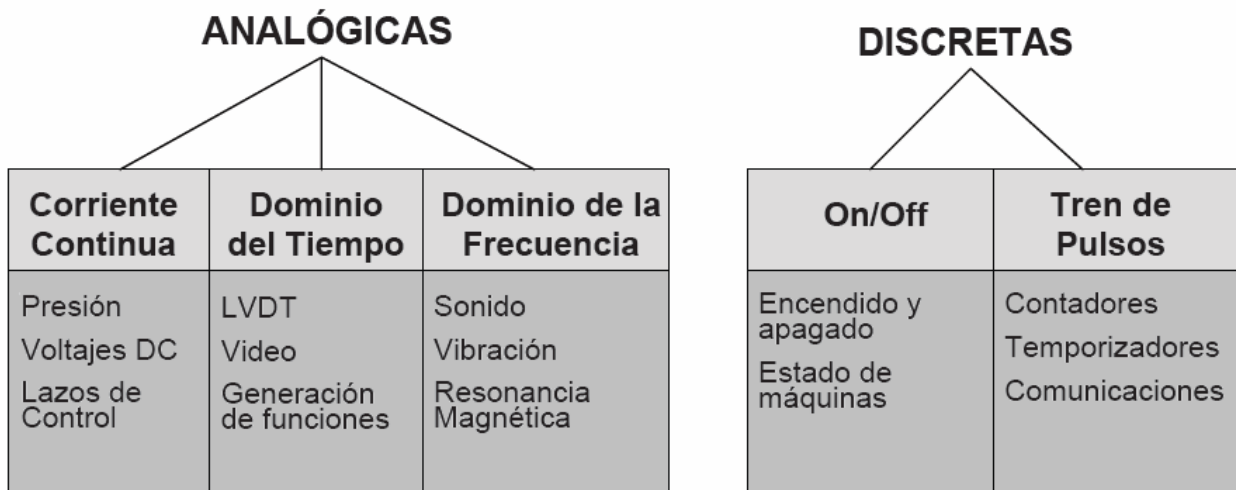 ANALÓGICAS
Corriente
Continua
Presión
Voltajes DC
Lazos de
Control
Dominio
del Tiempo
LVDT
Video
Generación
de funciones
Dominio de la
Frecuencia
Sonido
Vibración
Resonancia
Magnética
DISCRETAS
On/Off
Encendido y
apagado
Estado de
máquinas
Tren de
Pulsos
Contadores
Temporizadores
Comunicaciones